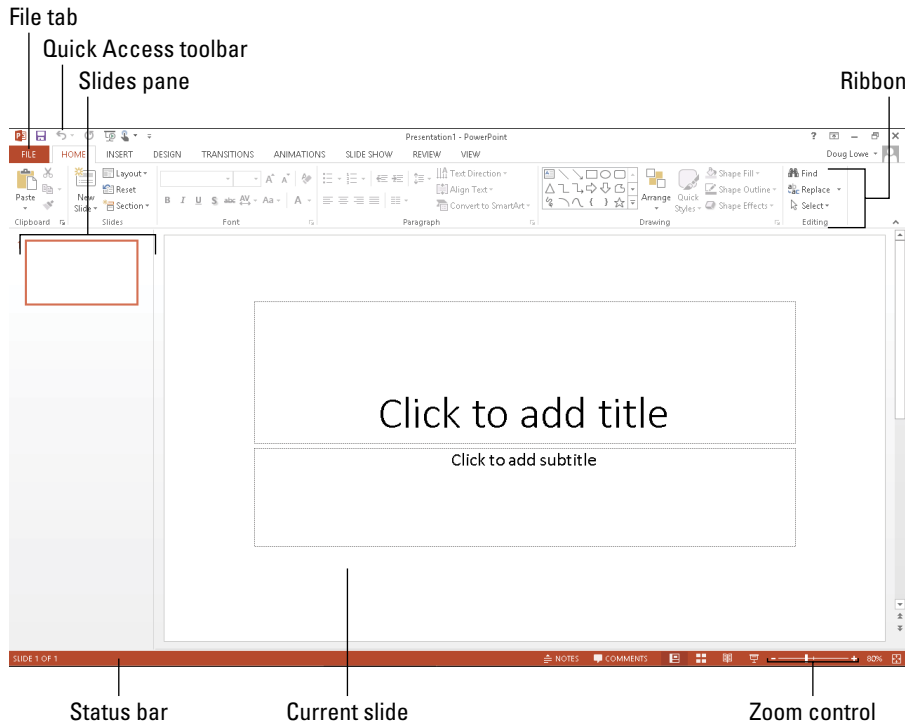 File tab
Quick Access toolbar
Slides pane
Ribbon
Presentation1 - PowerPoint
?
FILE HOME INSERT DESIGN TRANSITIONS ANIMATIONS SLIDE SHOW REVIEW VIEW Doug Lowe
Layout Text Direction Shape Fill Find
Reset Align Text Shape Outline Replace
Paste New Slide Section B I U S abc AV Aa A Convert to SmartArt Arrange Quick Styles Shape Effects Select
Clipboard Slides Font Paragraph Drawing Editing
Click to add title
Click to add subtitle
SLIDE 1 OF 1 NOTES COMMENTS 80%
Status bar
Current slide
Zoom control